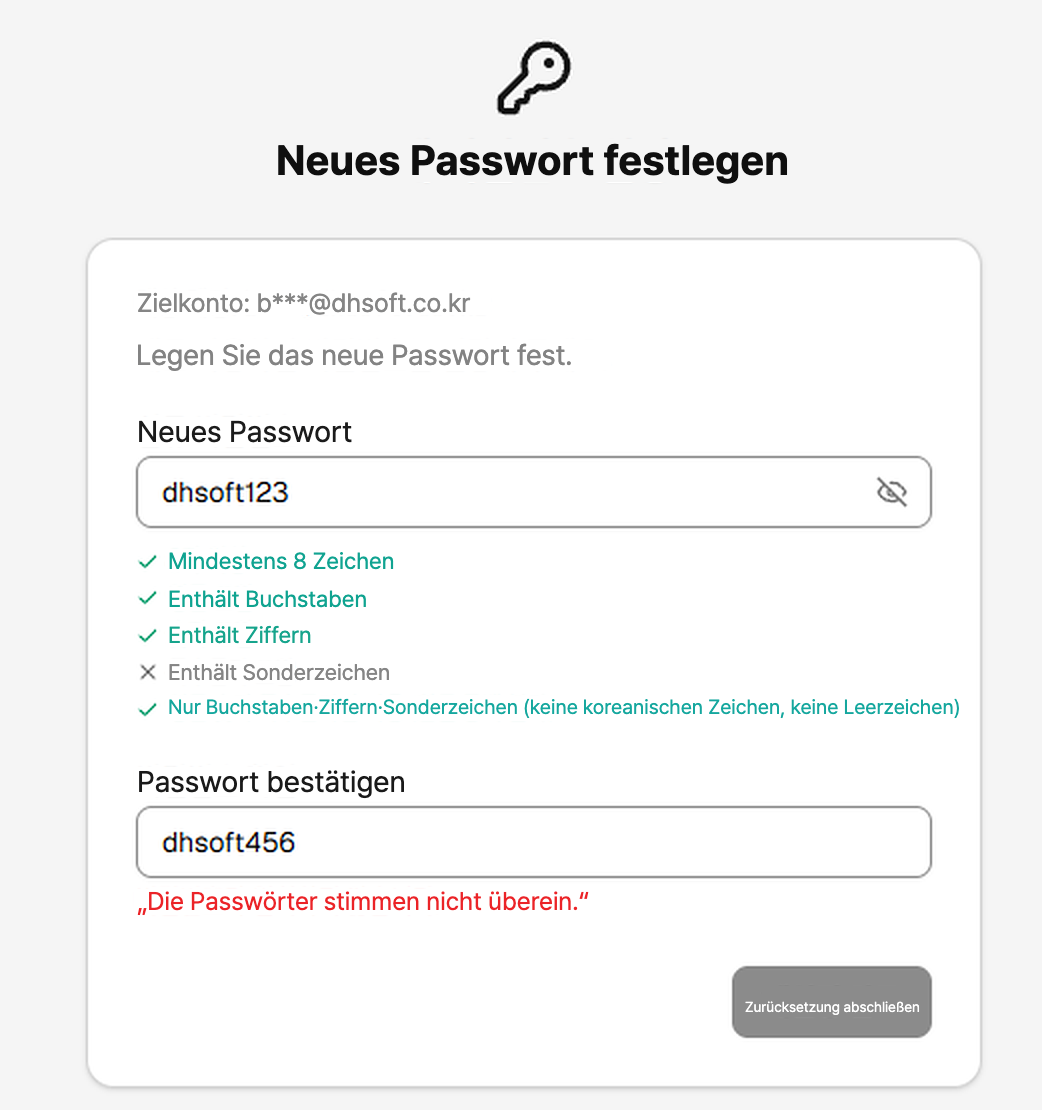 Neues Passwort festlegen
Zielkonto: b***@dhsoft.co.kr
Legen Sie das neue Passwort fest.
Neues Passwort
dhsoft123
Mindestens 8 Zeichen
Enthält Buchstaben
Enthält Ziffern
Enthält Sonderzeichen
Nur Buchstaben·Ziffern·Sonderzeichen (keine koreanischen Zeichen, keine Leerzeichen)
Passwort bestätigen
dhsoft456
„Die Passwörter stimmen nicht überein.“
Zurücksetzung abschließen